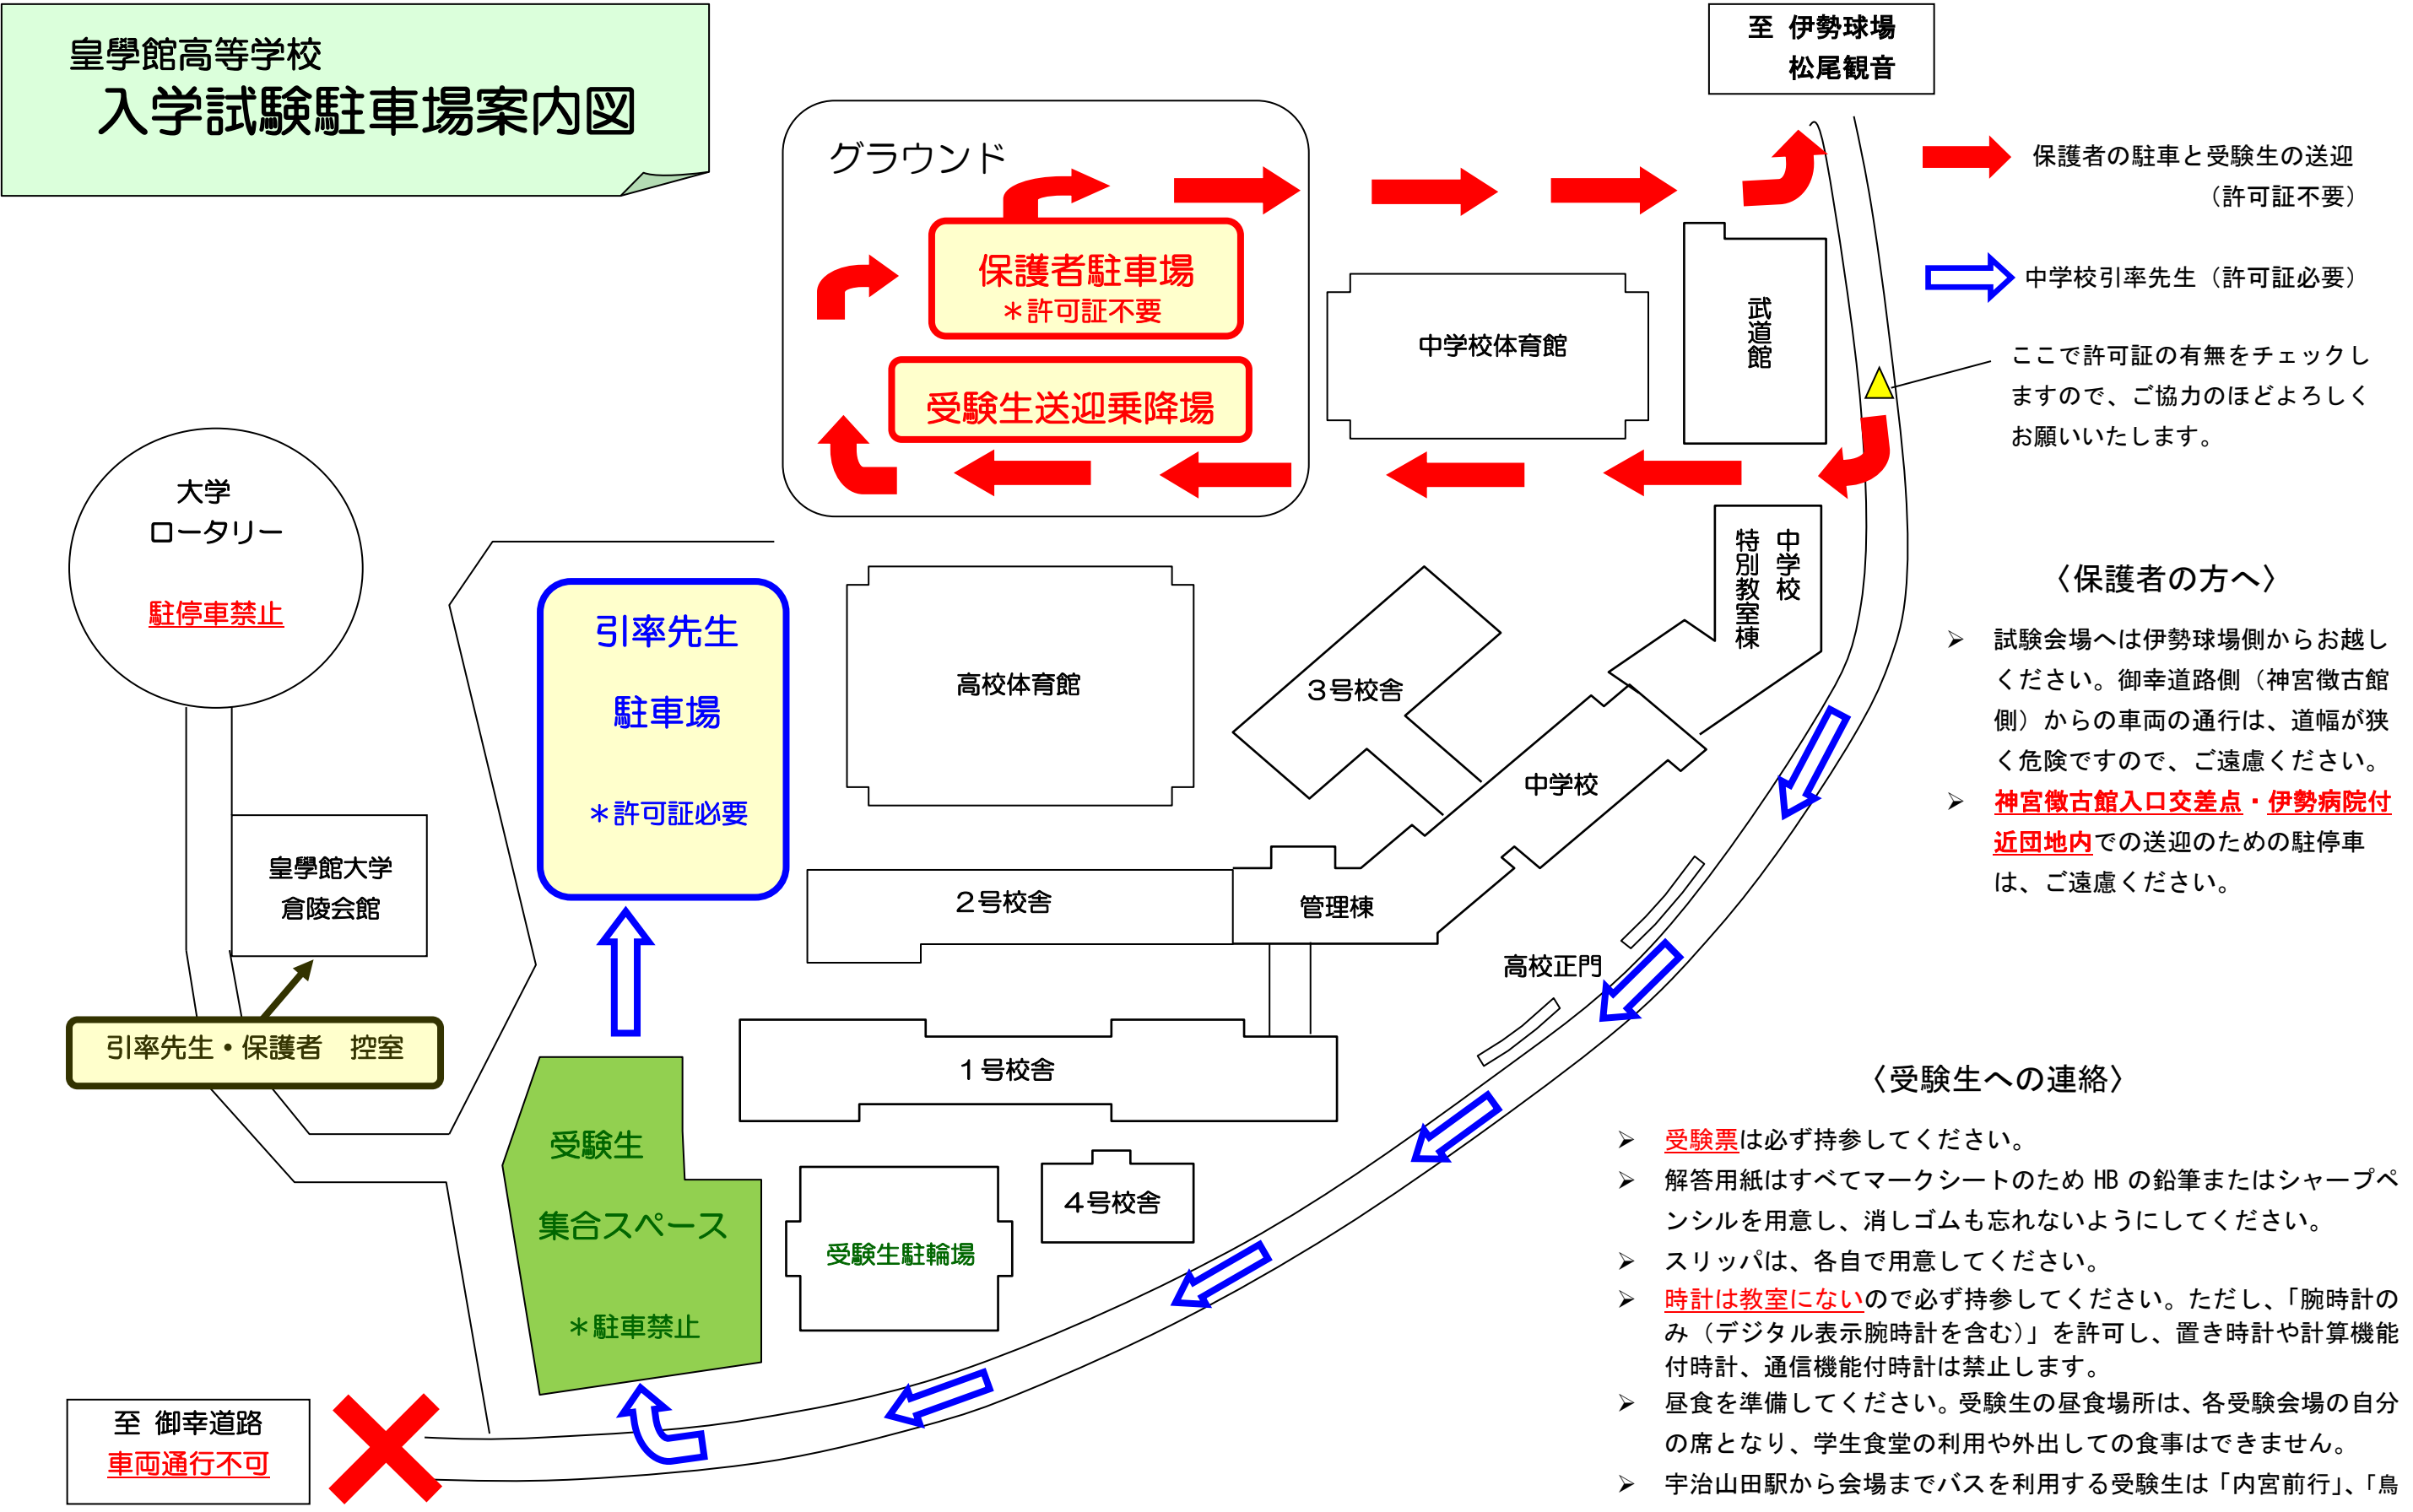 皇學館高等学校
入学試験駐車場案内図
至 伊勢球場
松尾観音
グラウンド
保護者駐車場
＊許可証不要
受験生送迎乗降場
中学校体育館
武道館
保護者の駐車と受験生の送迎
（許可証不要）
中学校引率先生（許可証必要）
ここで許可証の有無をチェックし
ますので、ご協力のほどよろしく
お願いいたします。
大学
ロータリー
駐停車禁止
引率先生
駐車場
＊許可証必要
高校体育館
３号校舎
中学校
特別教室棟
中学校
皇學館大学
倉陵会館
２号校舎
管理棟
高校正門
引率先生・保護者　控室
１号校舎
４号校舎
受験生
集合スペース
＊駐車禁止
受験生駐輪場
至 御幸道路
車両通行不可
〈保護者の方へ〉
➢ 試験会場へは伊勢球場側からお越し
ください。御幸道路側（神宮徴古館
側）からの車両の通行は、道幅が狭
く危険ですので、ご遠慮ください。
➢ 神宮徴古館入口交差点・伊勢病院付
近団地内での送迎のための駐停車
は、ご遠慮ください。
〈受験生への連絡〉
➢ 受験票は必ず持参してください。
➢ 解答用紙はすべてマークシートのため HB の鉛筆またはシャープペ
ンシルを用意し、消しゴムも忘れないようにしてください。
➢ スリッパは、各自で用意してください。
➢ 時計は教室にないので必ず持参してください。ただし、「腕時計の
み（デジタル表示腕時計を含む）」を許可し、置き時計や計算機能
付時計、通信機能付時計は禁止します。
➢ 昼食を準備してください。受験生の昼食場所は、各受験会場の自分
の席となり、学生食堂の利用や外出しての食事はできません。
➢ 宇治山田駅から会場までバスを利用する受験生は「内宮前行」、「鳥